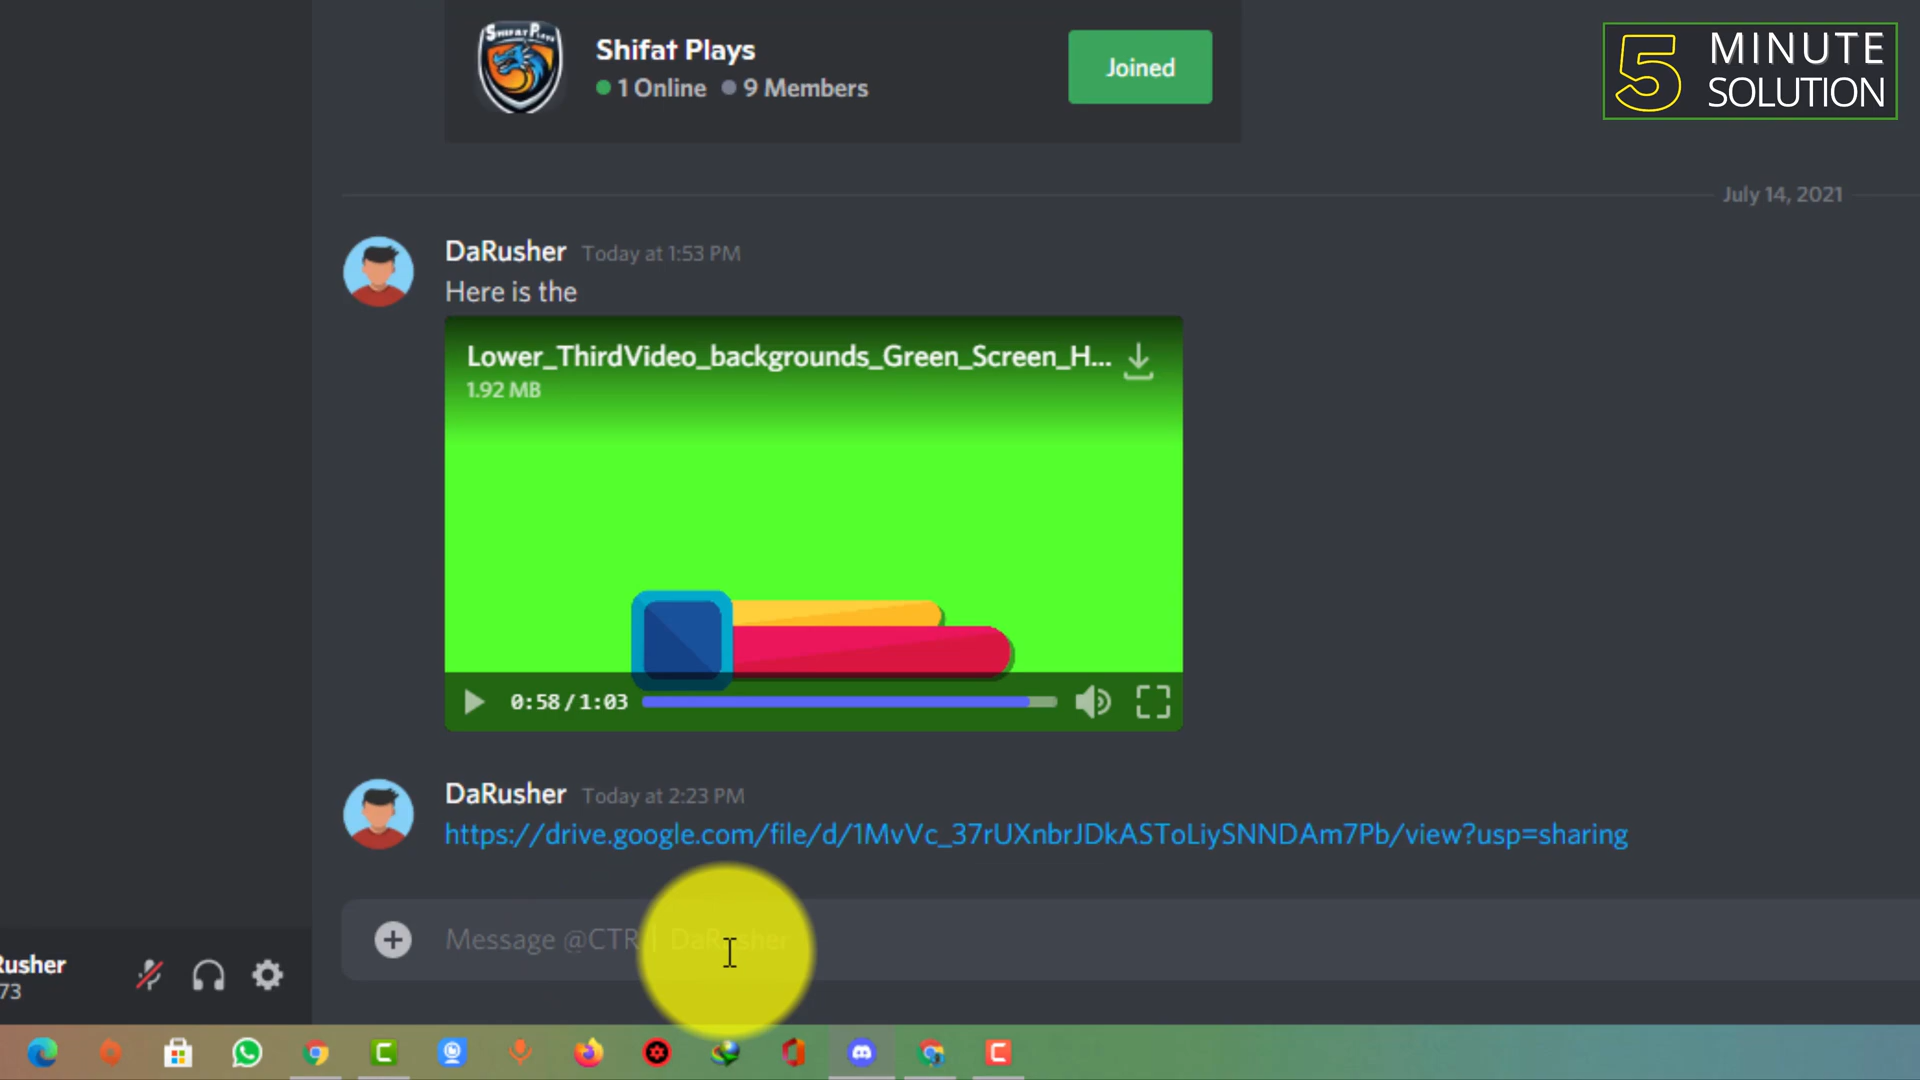 SHIFAT PLAYS
Shifat Plays
1 Online 9 Members
Joined
5 MINUTE
SOLUTION
July 14, 2021
DaRusher Today at 1:53 PM
Here is the
Lower_ThirdVideo_backgrounds_Green_Screen_H...
1.92 MB
0:58/1:03
DaRusher Today at 2:23 PM
https://drive.google.com/file/d/1MvVc_37rUXnbrJDkASToLiySNNDAm7Pb/view?usp=sharing
Message @CTR | DaRusher
Rusher
73